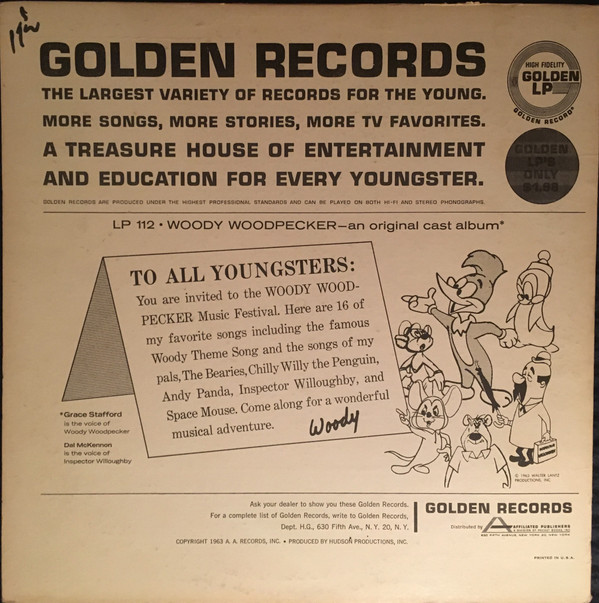 GOLDEN RECORDS
THE LARGEST VARIETY OF RECORDS FOR THE YOUNG.
MORE SONGS, MORE STORIES, MORE TV FAVORITES.
A TREASURE HOUSE OF ENTERTAINMENT
AND EDUCATION FOR EVERY YOUNGSTER.
GOLDEN RECORDS ARE PRODUCED UNDER THE HIGHEST PROFESSIONAL STANDARDS AND CAN BE PLAYED ON BOTH HI-FI AND STEREO PHONOGRAPHS.
HIGH FIDELITY
GOLDEN
LP
GOLDEN RECORD®
GOLDEN
LP'S
ONLY
$1.98
LP 112 • WOODY WOODPECKER—an original cast album*
TO ALL YOUNGSTERS:
You are invited to the WOODY WOOD-
PECKER Music Festival. Here are 16 of
my favorite songs including the famous
Woody Theme Song and the songs of my
pals, The Bearies, Chilly Willy the Penguin,
Andy Panda, Inspector Willoughby, and
Space Mouse. Come along for a wonderful
musical adventure.
Woody
*Grace Stafford
is the voice of
Woody Woodpecker
Dal McKennon
is the voice of
Inspector Willoughby
© 1963 WALTER LANTZ
PRODUCTIONS, INC.
Ask your dealer to show you these Golden Records.
For a complete list of Golden Records, write to Golden Records,
Dept. H.G., 630 Fifth Ave., N.Y. 20, N.Y.
COPYRIGHT 1963 A. A. RECORDS, INC. • PRODUCED BY HUDSON PRODUCTIONS, INC.
GOLDEN RECORDS
Distributed by
AFFILIATED PUBLISHERS
630 FIFTH AVENUE, NEW YORK 20, NEW YORK
PRINTED IN U.S.A.